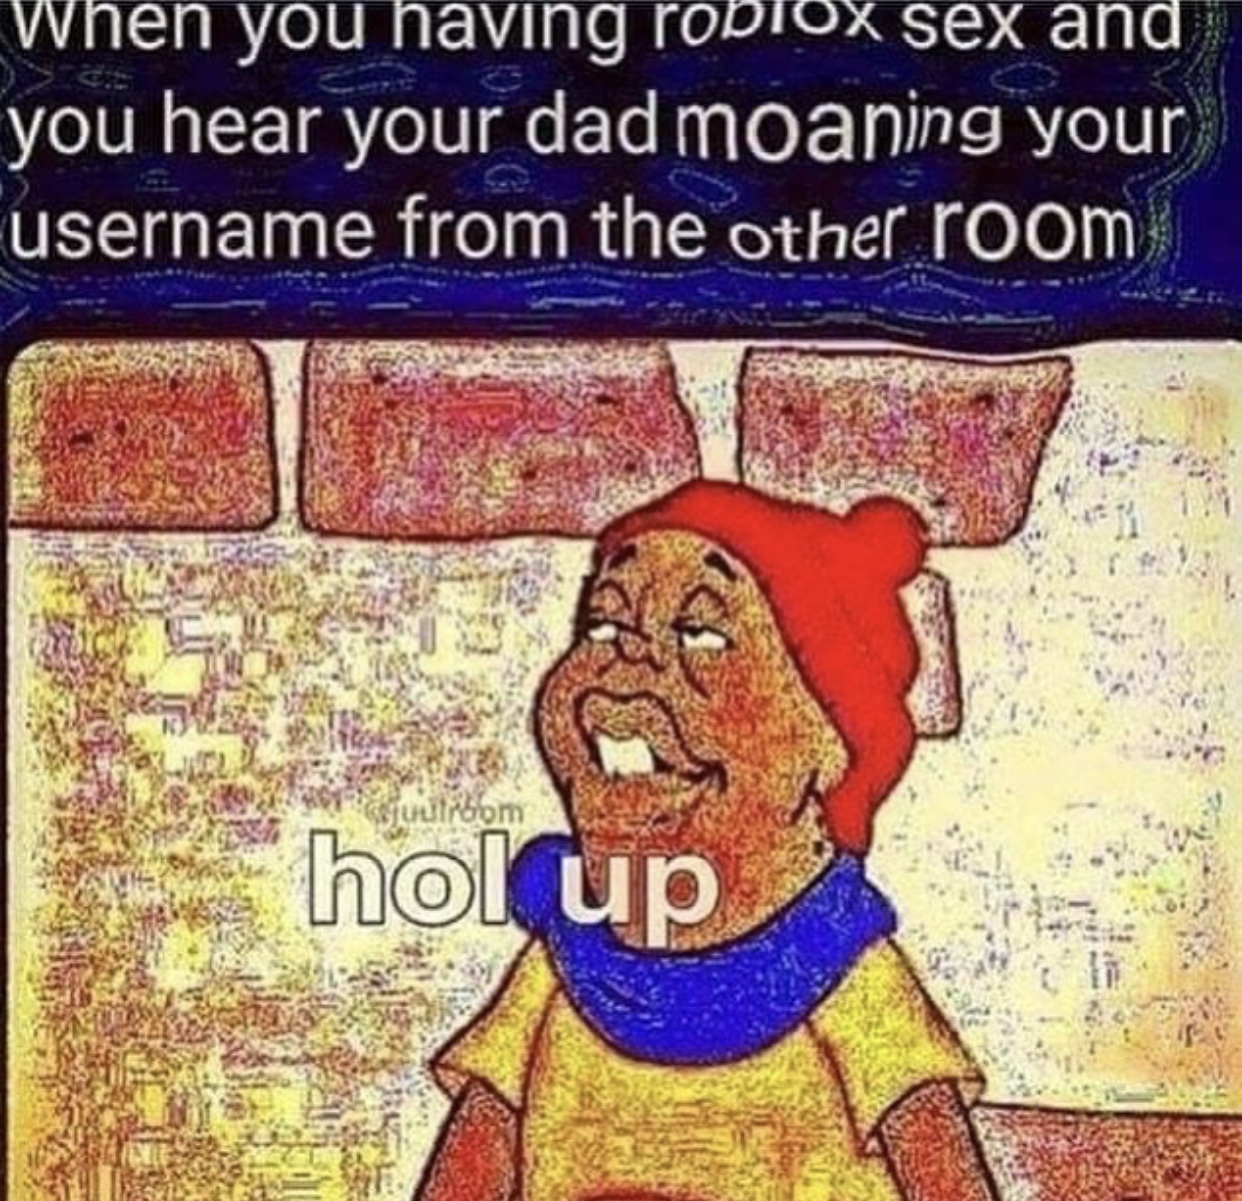 When you having roblox sex and
you hear your dad moaning your
username from the other room
@juulroom
hol up